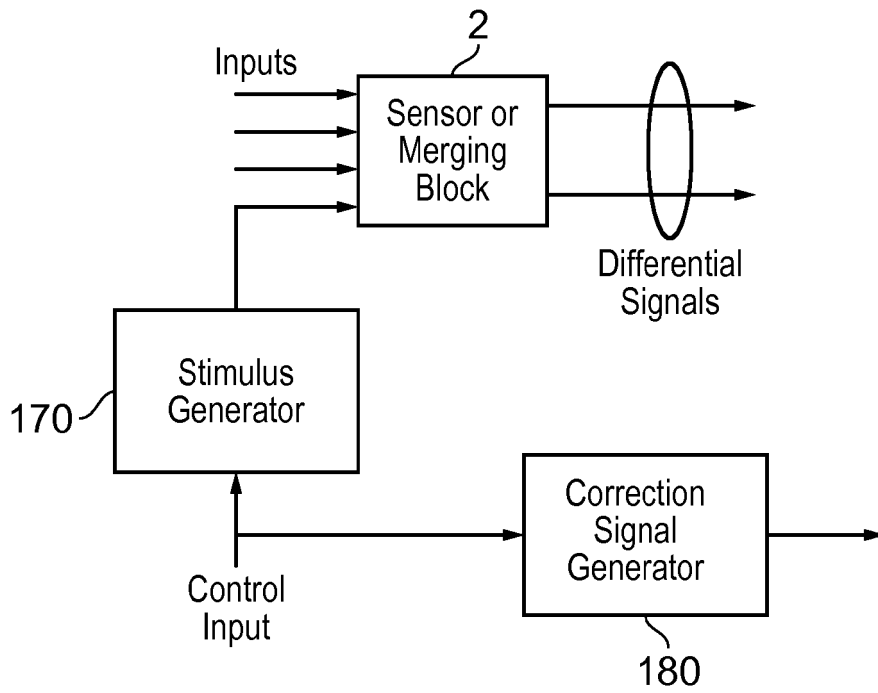 2
Inputs
Sensor or
Merging
Block
Differential
Signals
Stimulus
Generator
170
Correction
Signal
Generator
Control
Input
180